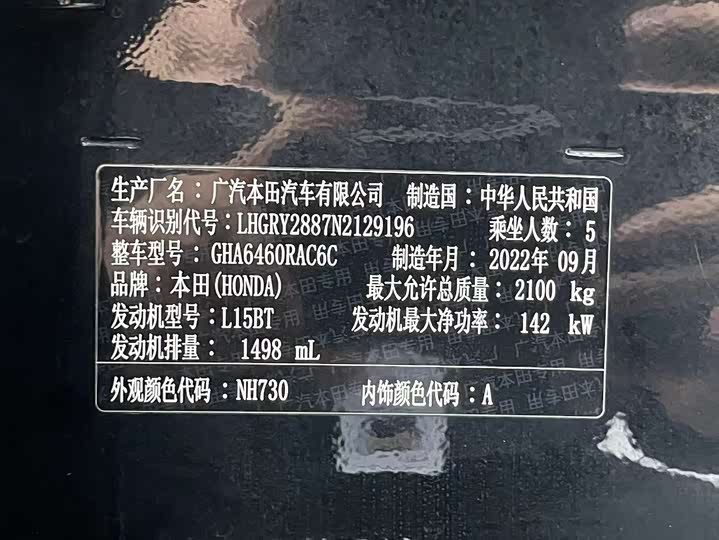 生产厂名：广汽本田汽车有限公司 制造国：中华人民共和国
车辆识别代号：LHGRY2887N2129196 乘坐人数：5
整车型号：GHA6460RAC6C 制造年月：2022年 09月
品牌：本田(HONDA) 最大允许总质量：2100 kg
发动机型号：L15BT 发动机最大净功率：142 kW
发动机排量：1498 mL
外观颜色代码：NH730 内饰颜色代码：A